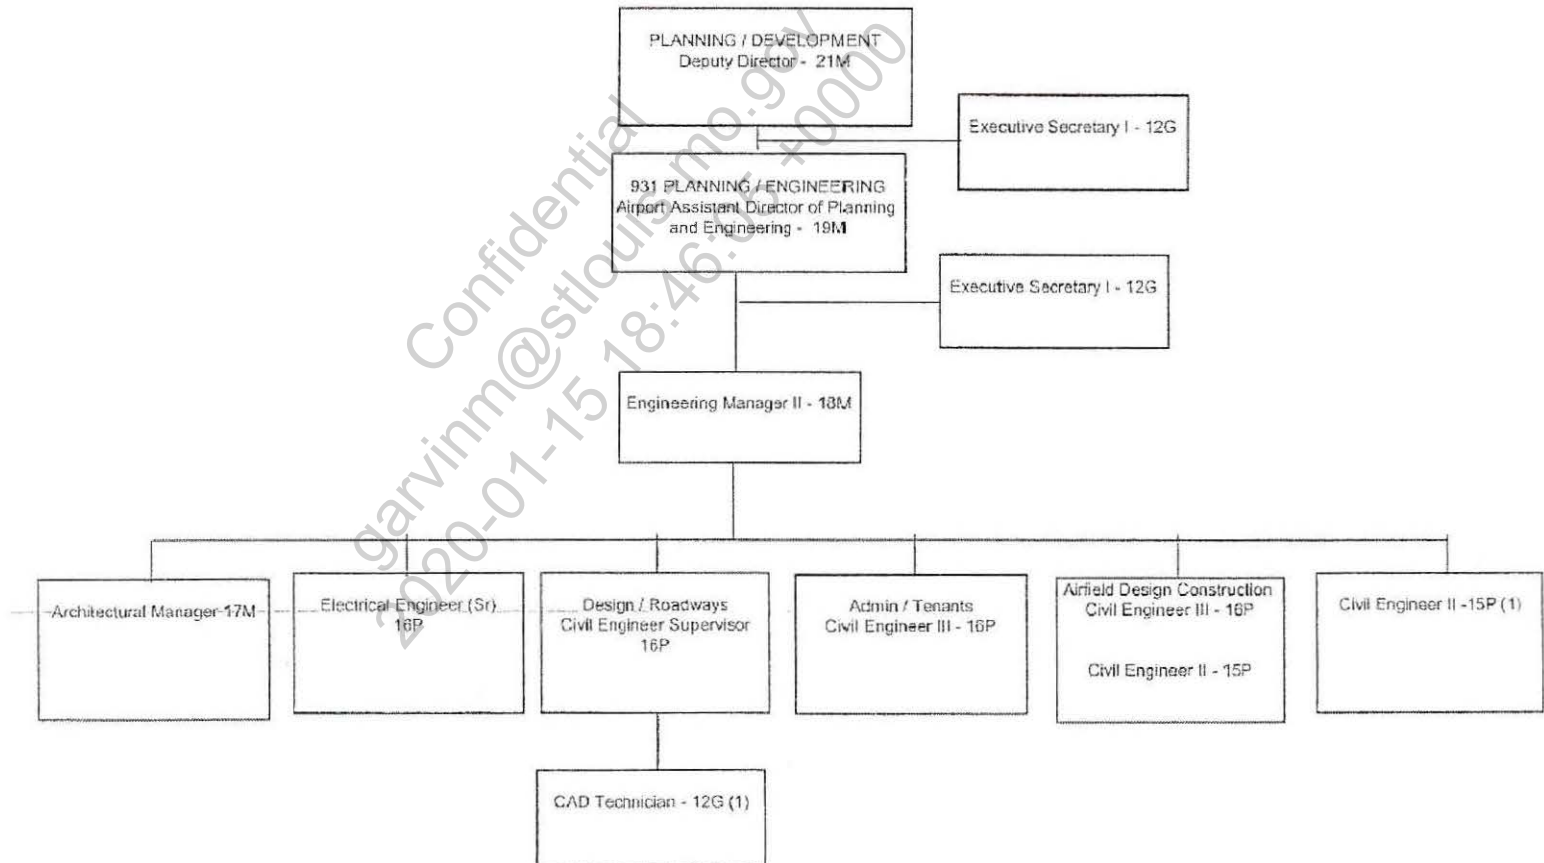 PLANNING / DEVELOPMENT
Deputy Director - 21M
Executive Secretary I - 12G
931 PLANNING / ENGINEERING
Airport Assistant Director of Planning
and Engineering - 19M
Executive Secretary I - 12G
Engineering Manager II - 18M
Architectural Manager-17M
Electrical Engineer (Sr)
16P
Design / Roadways
Civil Engineer Supervisor
16P
Admin / Tenants
Civil Engineer III - 16P
Airfield Design Construction
Civil Engineer III - 16P
Civil Engineer II - 15P
Civil Engineer II -15P (1)
CAD Technician - 12G (1)
Confidential
garvinm@stlouis-mo.gov
2020-01-15 18:46:05 +0000